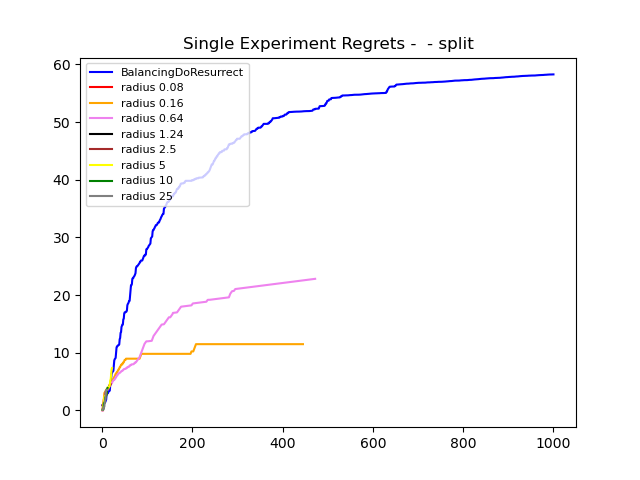 Single Experiment Regrets -  - split
BalancingDoResurrect
radius 0.08
radius 0.16
radius 0.64
radius 1.24
radius 2.5
radius 5
radius 10
radius 25
60
50
40
30
20
10
0
0 200 400 600 800 1000